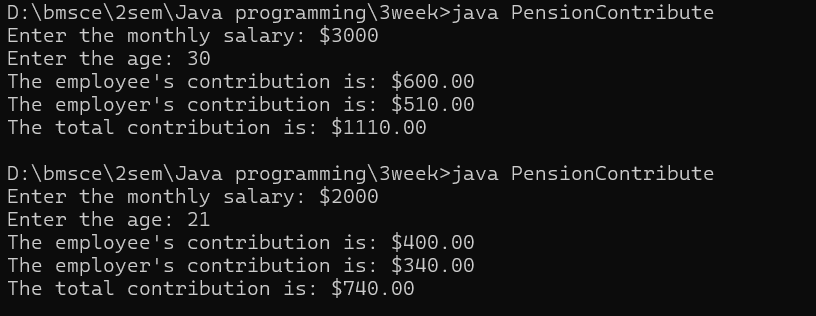 D:\bmsce\2sem\Java programming\3week>java PensionContribute
Enter the monthly salary: $3000
Enter the age: 30
The employee's contribution is: $600.00
The employer's contribution is: $510.00
The total contribution is: $1110.00
D:\bmsce\2sem\Java programming\3week>java PensionContribute
Enter the monthly salary: $2000
Enter the age: 21
The employee's contribution is: $400.00
The employer's contribution is: $340.00
The total contribution is: $740.00